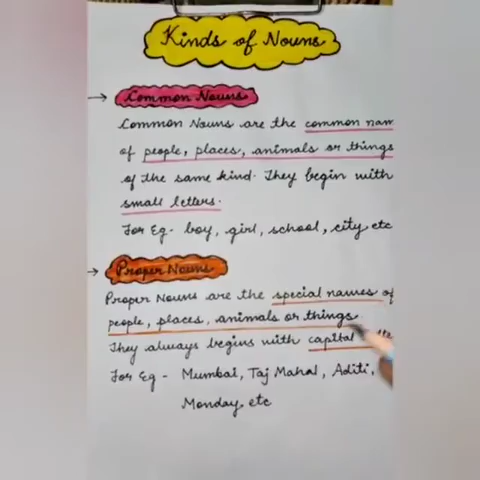 Kinds of Nouns
→ Common Nouns
Common Nouns are the common nam
of people, places, animals or things
of the same kind. They begin with
small letters.
For Eg- boy, girl, school, city etc
→ Proper Nouns
Proper Nouns are the special names of
people, places, animals or things.
They always begins with capital
For Eg - Mumbai, Taj Mahal, Aditi,
Monday etc